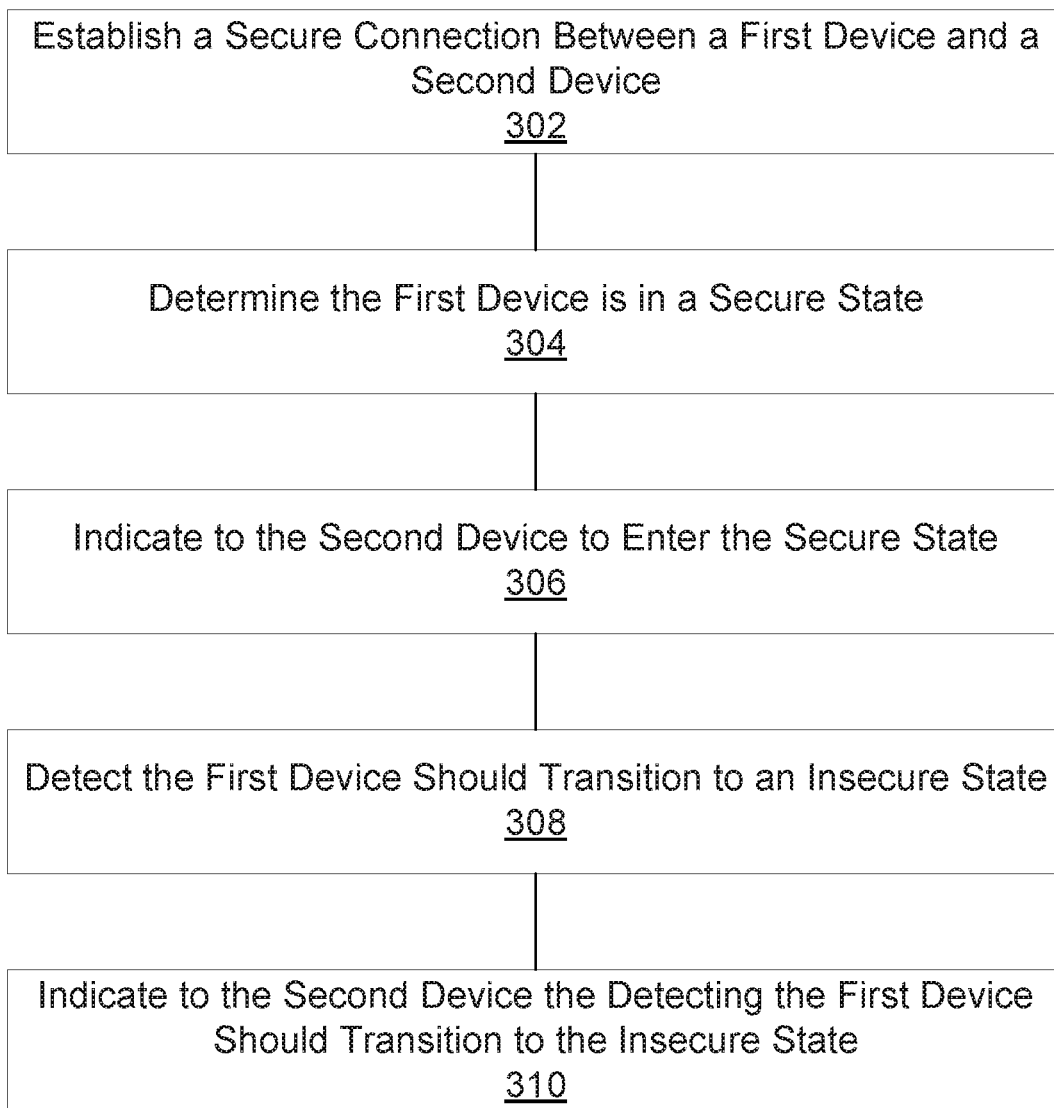 Establish a Secure Connection Between a First Device and a
Second Device
302
Determine the First Device is in a Secure State
304
Indicate to the Second Device to Enter the Secure State
306
Detect the First Device Should Transition to an Insecure State
308
Indicate to the Second Device the Detecting the First Device
Should Transition to the Insecure State
310